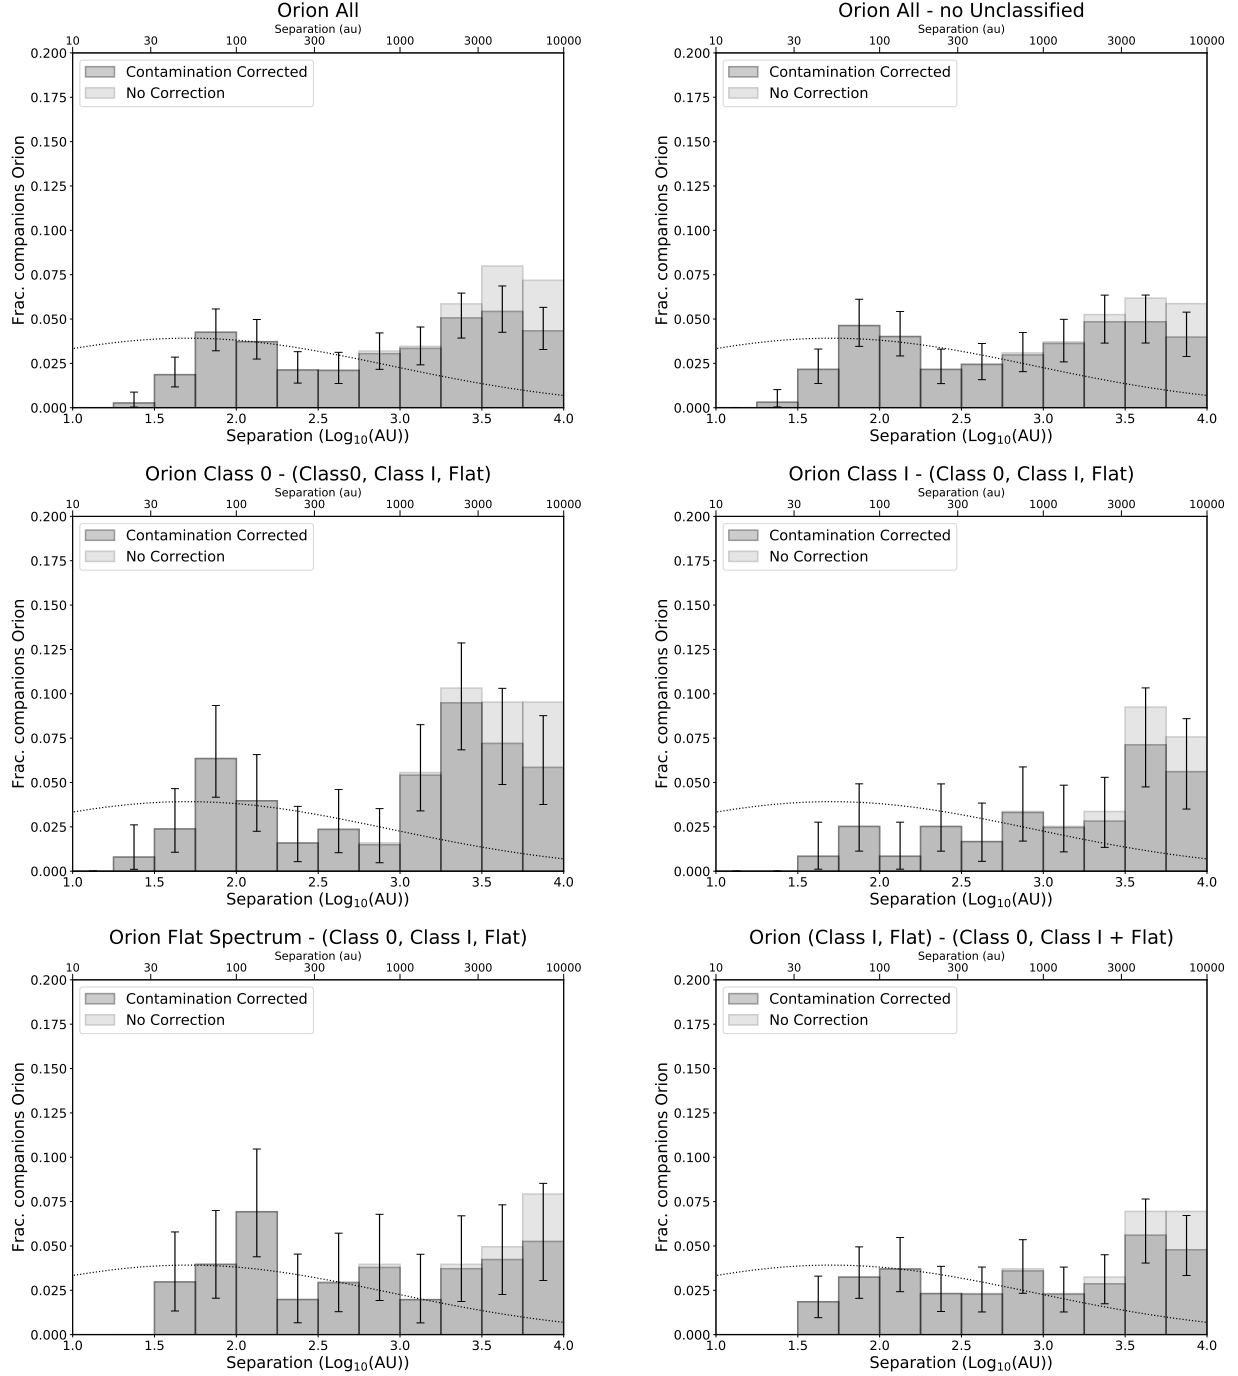 Orion All
Separation (au)
10 30 100 300 1000 3000 10000
0.200
0.175
0.150
0.125
0.100
0.075
0.050
0.025
0.000
Frac. companions Orion
Contamination Corrected
No Correction
1.0 1.5 2.0 2.5 3.0 3.5 4.0
Separation (Log10(AU))
Orion All - no Unclassified
Separation (au)
10 30 100 300 1000 3000 10000
0.200
0.175
0.150
0.125
0.100
0.075
0.050
0.025
0.000
Frac. companions Orion
Contamination Corrected
No Correction
1.0 1.5 2.0 2.5 3.0 3.5 4.0
Separation (Log10(AU))
Orion Class 0 - (Class0, Class I, Flat)
Separation (au)
10 30 100 300 1000 3000 10000
0.200
0.175
0.150
0.125
0.100
0.075
0.050
0.025
0.000
Frac. companions Orion
Contamination Corrected
No Correction
1.0 1.5 2.0 2.5 3.0 3.5 4.0
Separation (Log10(AU))
Orion Class I - (Class 0, Class I, Flat)
Separation (au)
10 30 100 300 1000 3000 10000
0.200
0.175
0.150
0.125
0.100
0.075
0.050
0.025
0.000
Frac. companions Orion
Contamination Corrected
No Correction
1.0 1.5 2.0 2.5 3.0 3.5 4.0
Separation (Log10(AU))
Orion Flat Spectrum - (Class 0, Class I, Flat)
Separation (au)
10 30 100 300 1000 3000 10000
0.200
0.175
0.150
0.125
0.100
0.075
0.050
0.025
0.000
Frac. companions Orion
Contamination Corrected
No Correction
1.0 1.5 2.0 2.5 3.0 3.5 4.0
Separation (Log10(AU))
Orion (Class I, Flat) - (Class 0, Class I + Flat)
Separation (au)
10 30 100 300 1000 3000 10000
0.200
0.175
0.150
0.125
0.100
0.075
0.050
0.025
0.000
Frac. companions Orion
Contamination Corrected
No Correction
1.0 1.5 2.0 2.5 3.0 3.5 4.0
Separation (Log10(AU))